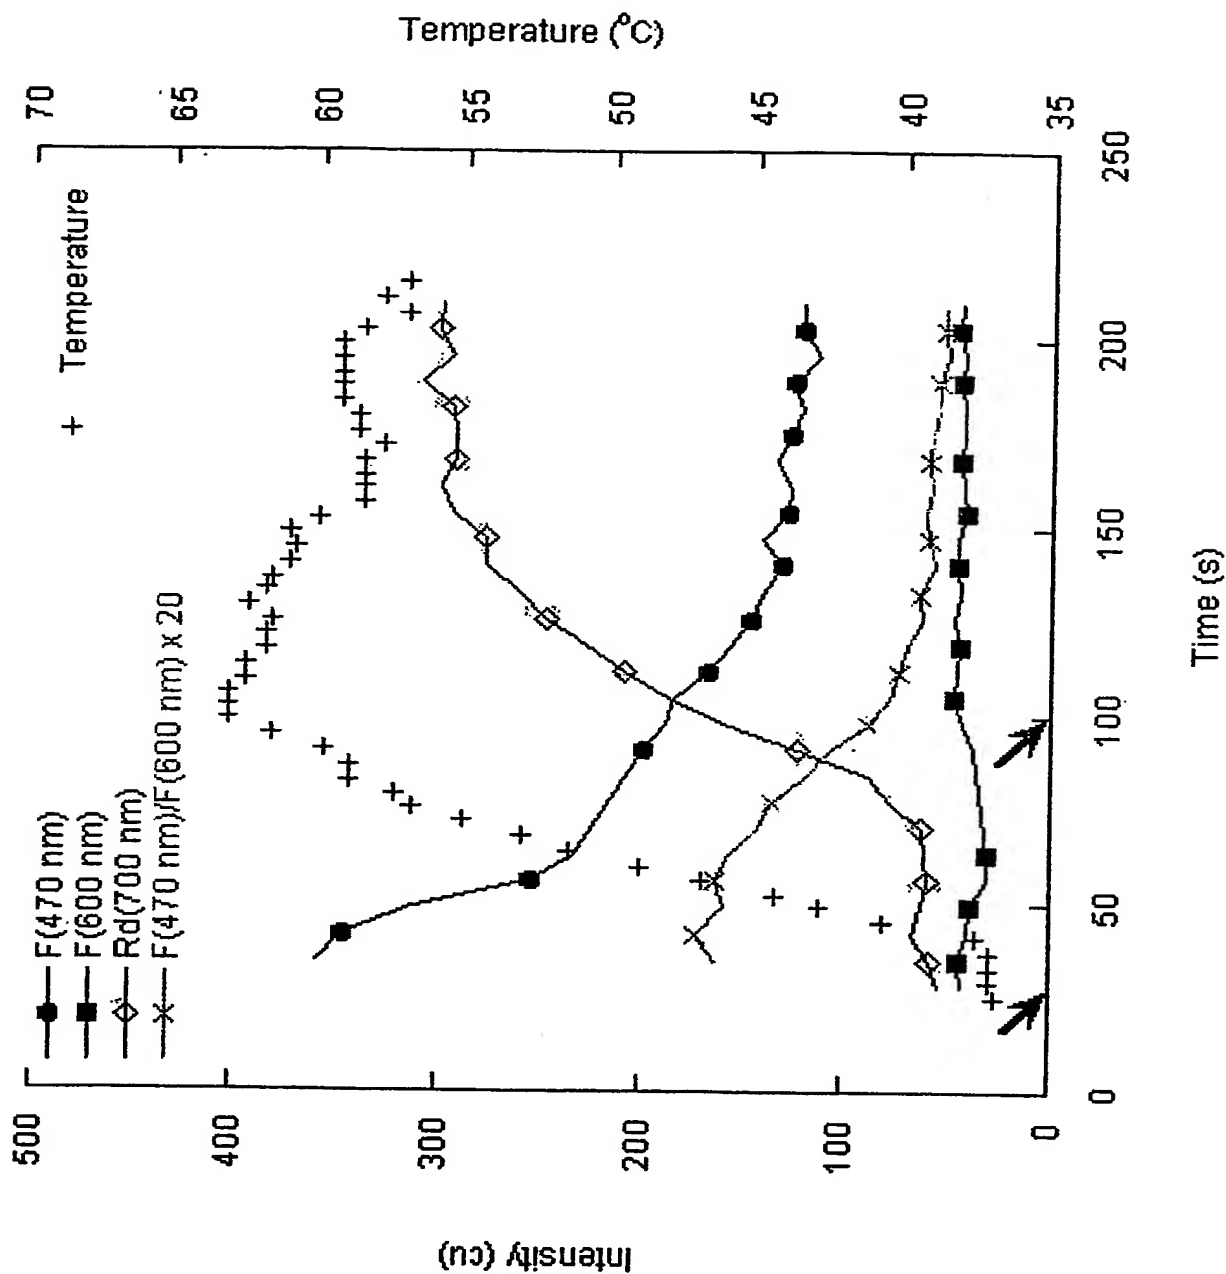 F(470 nm)
F(600 nm)
Rd(700 nm)
F(470 nm)/F(600 nm) x 20
+ Temperature
500
400
300
200
100
0
Intensity (cu)
70
65
60
55
50
45
40
35
Temperature (°C)
0
50
100
150
200
250
Time (s)